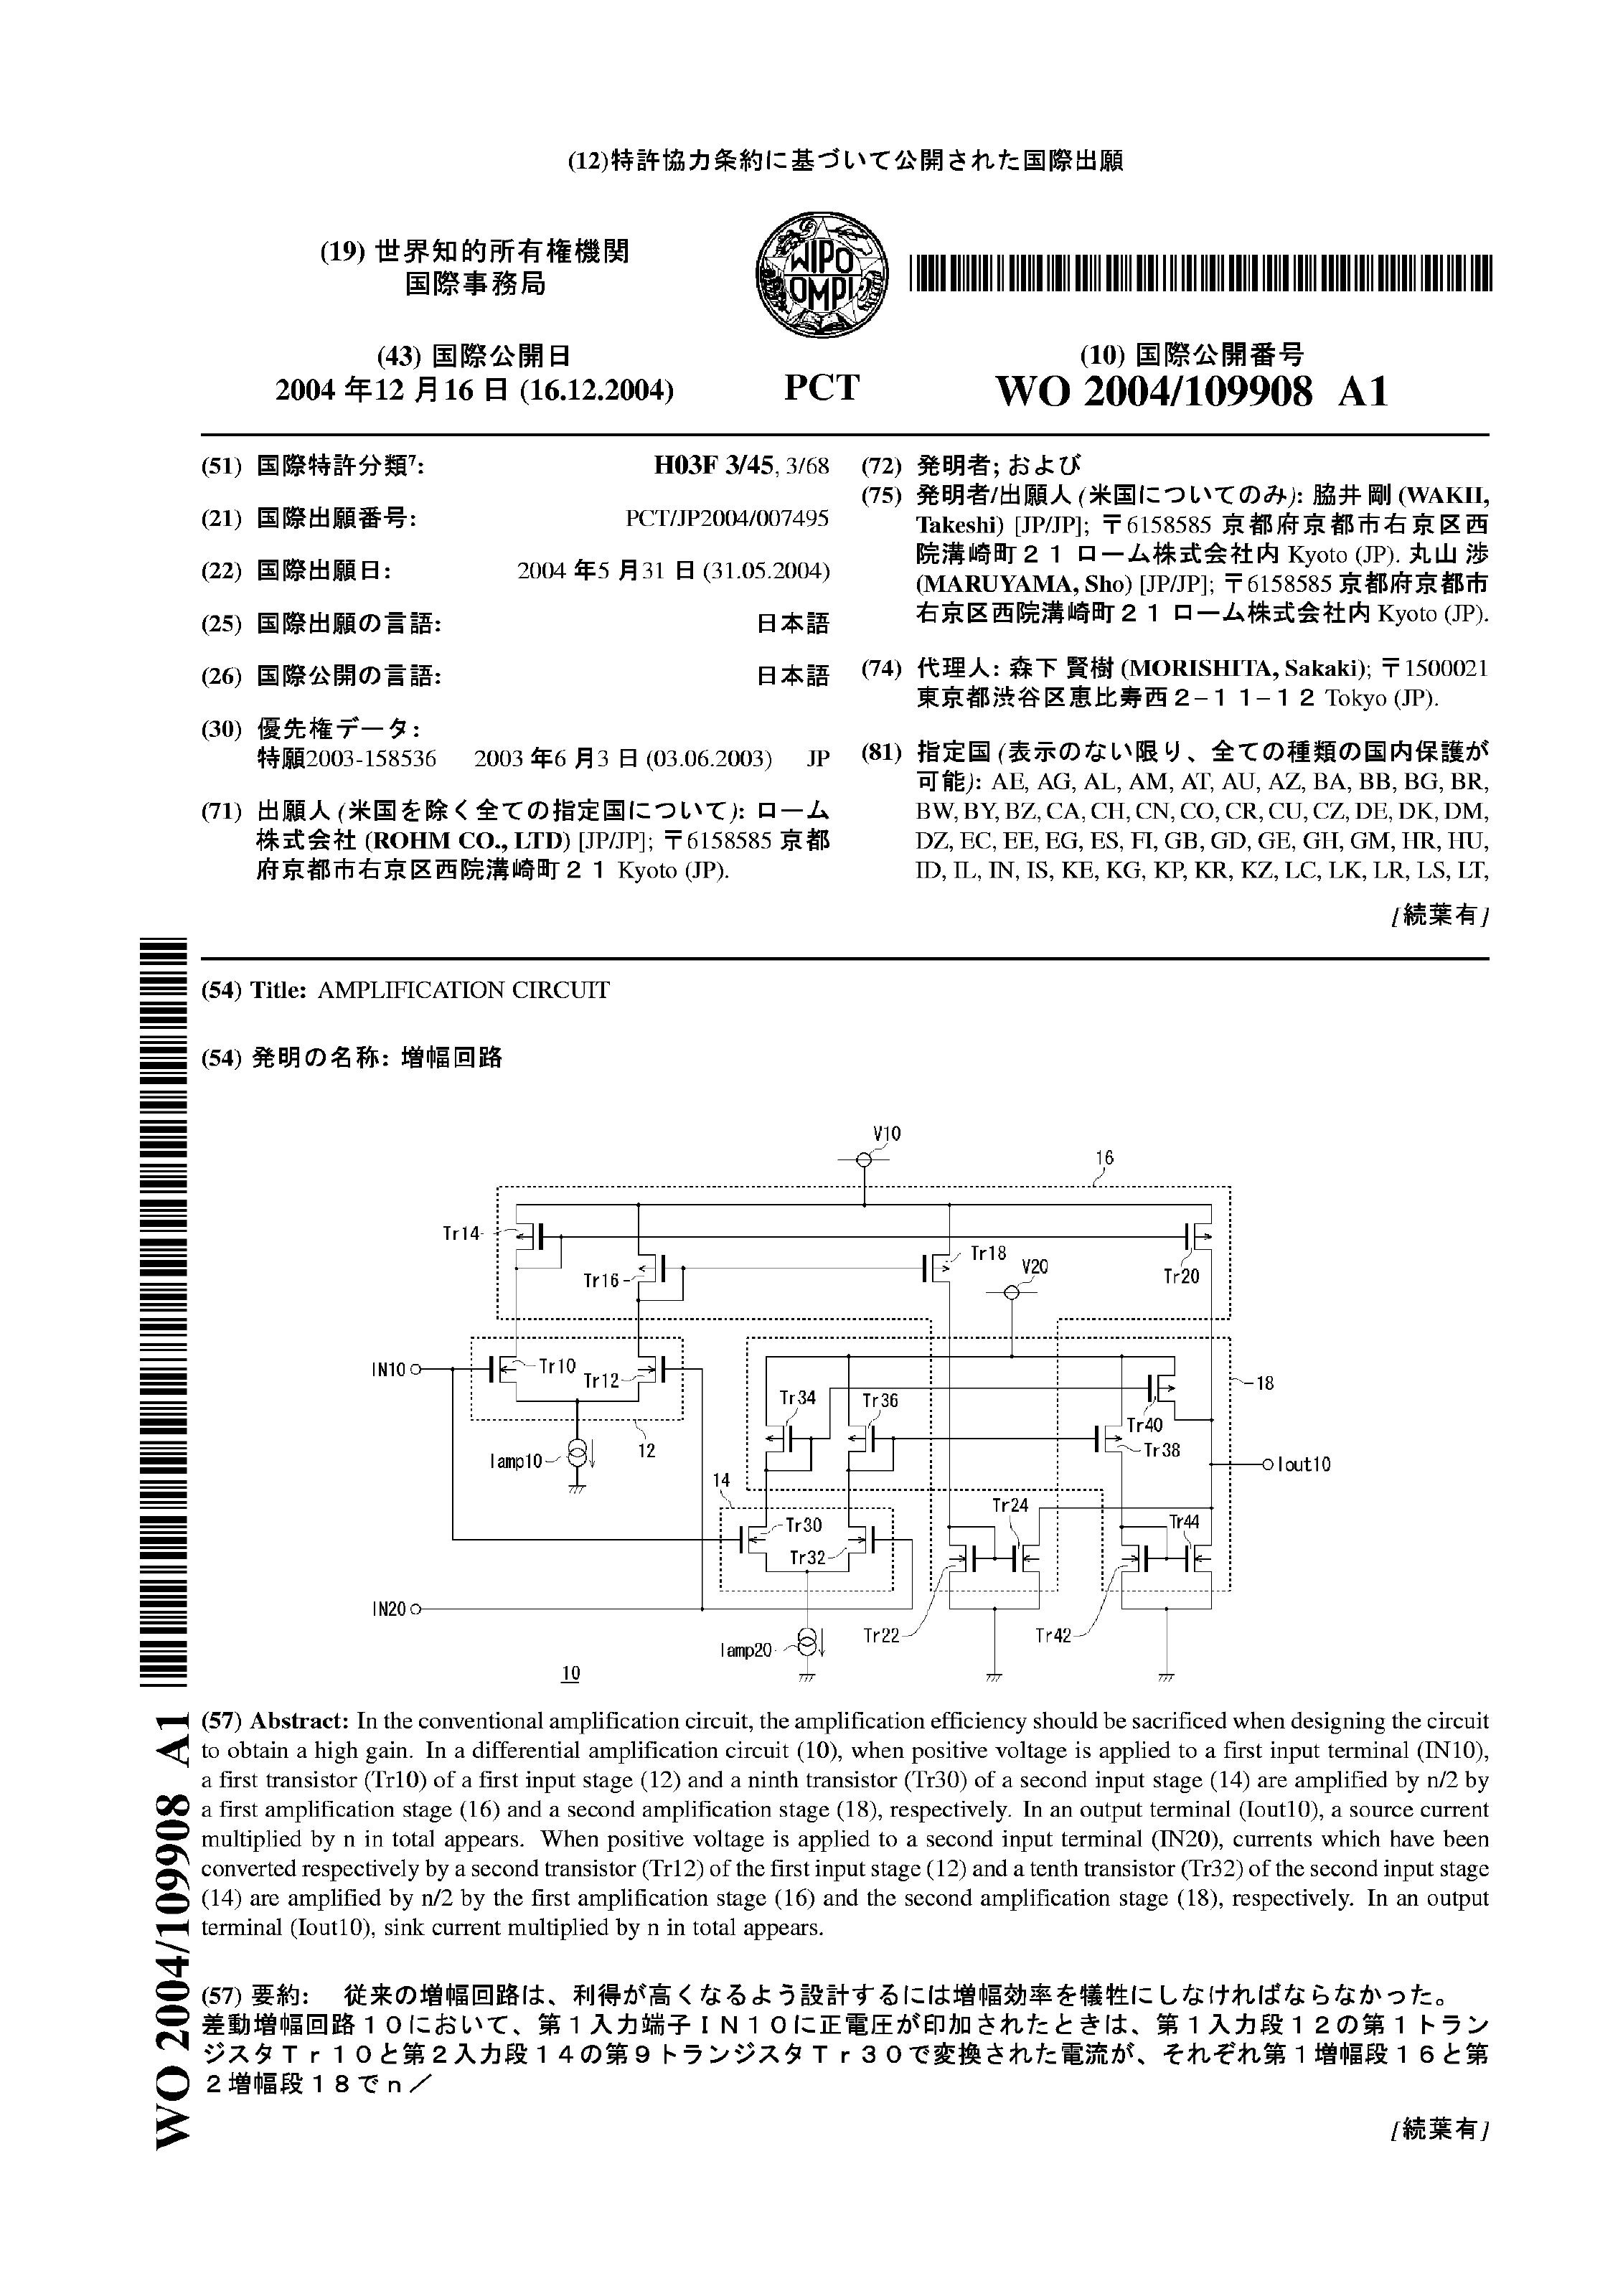 (12)特許協力条約に基づいて公開された国際出願
(19) 世界知的所有権機関
国際事務局
WIPO
OMPI
(43) 国際公開日
2004 年12 月16 日 (16.12.2004)
PCT
(10) 国際公開番号
WO 2004/109908 A1
(51) 国際特許分類7: H03F 3/45, 3/68
(21) 国際出願番号: PCT/JP2004/007495
(22) 国際出願日: 2004 年5 月31 日 (31.05.2004)
(25) 国際出願の言語: 日本語
(26) 国際公開の言語: 日本語
(30) 優先権データ:
特願2003-158536 2003 年6 月3 日 (03.06.2003) JP
(71) 出願人 (米国を除く全ての指定国について): ローム
株式会社 (ROHM CO., LTD) [JP/JP]; 〒6158585 京都
府京都市右京区西院溝崎町21 Kyoto (JP).
(72) 発明者; および
(75) 発明者/出願人 (米国についてのみ): 脇井 剛 (WAKII,
Takeshi) [JP/JP]; 〒6158585 京都府京都市右京区西
院溝崎町21 ローム株式会社内 Kyoto (JP). 丸山 渉
(MARUYAMA, Sho) [JP/JP]; 〒6158585 京都府京都市
右京区西院溝崎町21 ローム株式会社内 Kyoto (JP).
(74) 代理人: 森下 賢樹 (MORISHITA, Sakaki); 〒1500021
東京都渋谷区恵比寿西2-11-12 Tokyo (JP).
(81) 指定国 (表示のない限り、全ての種類の国内保護が
可能): AE, AG, AL, AM, AT, AU, AZ, BA, BB, BG, BR,
BW, BY, BZ, CA, CH, CN, CO, CR, CU, CZ, DE, DK, DM,
DZ, EC, EE, EG, ES, FI, GB, GD, GE, GH, GM, HR, HU,
ID, IL, IN, IS, KE, KG, KP, KR, KZ, LC, LK, LR, LS, LT,
[続葉有]
(54) Title: AMPLIFICATION CIRCUIT
(54) 発明の名称: 増幅回路
V10
16
Tr14
Tr16
Tr18
V20
Tr20
IN10
Tr10
Tr12
18
Tr34
Tr36
Tr40
Tr38
Iamp10
12
Iout10
14
Tr24
Tr30
Tr44
Tr32
IN20
Tr22
Tr42
Iamp20
10
(57) Abstract: In the conventional amplification circuit, the amplification efficiency should be sacrificed when designing the circuit
to obtain a high gain. In a differential amplification circuit (10), when positive voltage is applied to a first input terminal (IN10),
a first transistor (Tr10) of a first input stage (12) and a ninth transistor (Tr30) of a second input stage (14) are amplified by n/2 by
a first amplification stage (16) and a second amplification stage (18), respectively. In an output terminal (Iout10), a source current
multiplied by n in total appears. When positive voltage is applied to a second input terminal (IN20), currents which have been
converted respectively by a second transistor (Tr12) of the first input stage (12) and a tenth transistor (Tr32) of the second input stage
(14) are amplified by n/2 by the first amplification stage (16) and the second amplification stage (18), respectively. In an output
terminal (Iout10), sink current multiplied by n in total appears.
(57) 要約: 従来の増幅回路は、利得が高くなるよう設計するには増幅効率を犠牲にしなければならなかった。
差動増幅回路10において、第1入力端子IN10に正電圧が印加されたときは、第1入力段12の第1トラン
ジスタTr10と第2入力段14の第9トランジスタTr30で変換された電流が、それぞれ第1増幅段16と第
2増幅段18でn/
[続葉有]
WO 2004/109908 A1